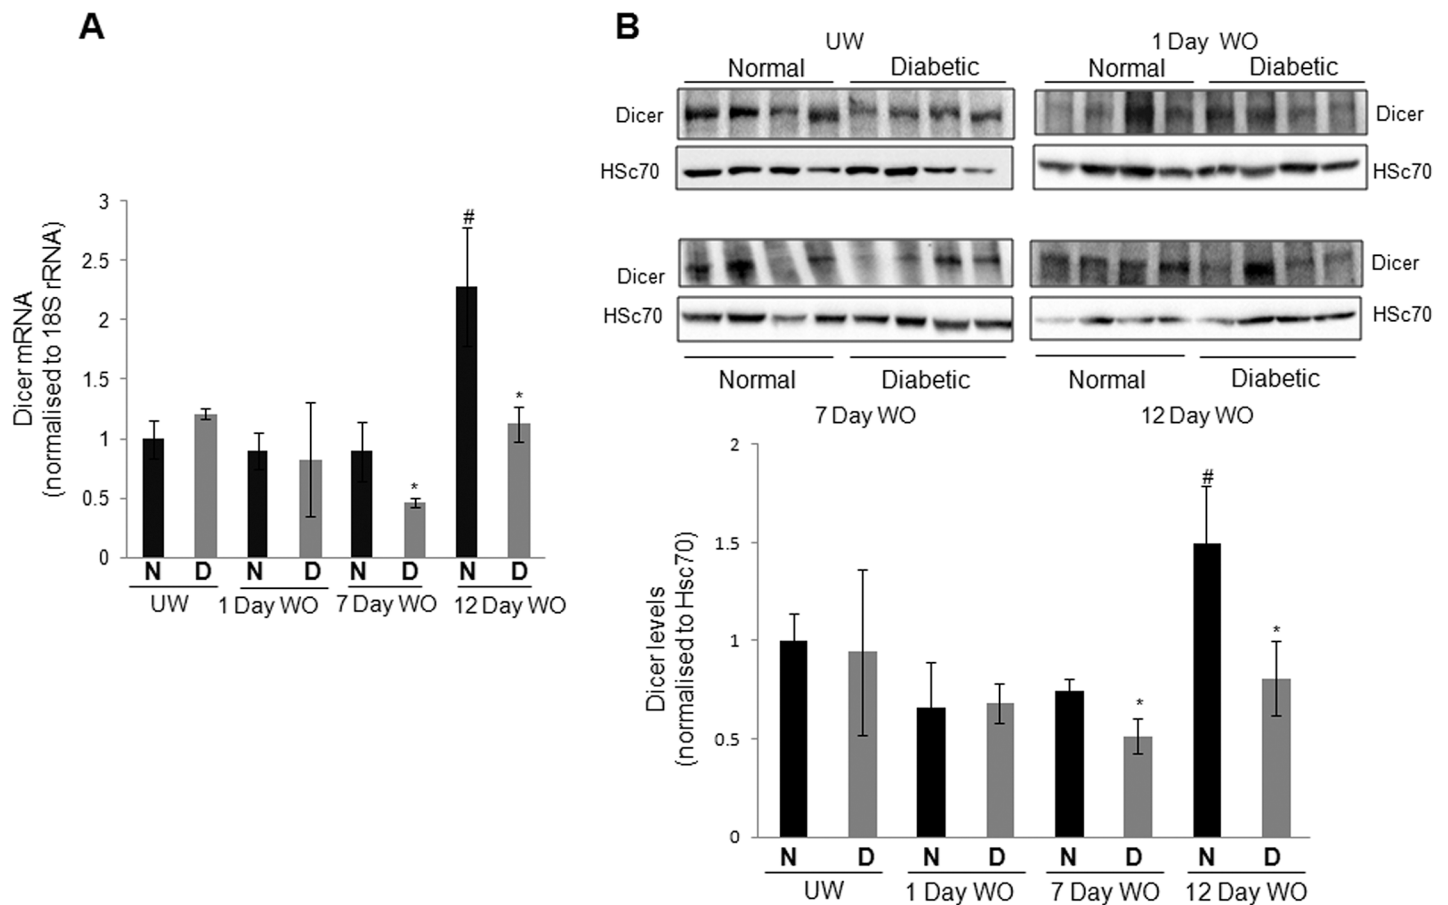 A
Dicer mRNA
(normalised to 18S rRNA)
3
2.5
2
1.5
1
0.5
0
#
*
*
N D N D N D N D
UW 1 Day WO 7 Day WO 12 Day WO
B
UW 1 Day WO
Normal Diabetic Normal Diabetic
Dicer Dicer
HSc70 HSc70
Dicer Dicer
HSc70 HSc70
Normal Diabetic Normal Diabetic
7 Day WO 12 Day WO
Dicer levels
(normalised to Hsc70)
2
1.5
1
0.5
0
#
*
*
N D N D N D N D
UW 1 Day WO 7 Day WO 12 Day WO